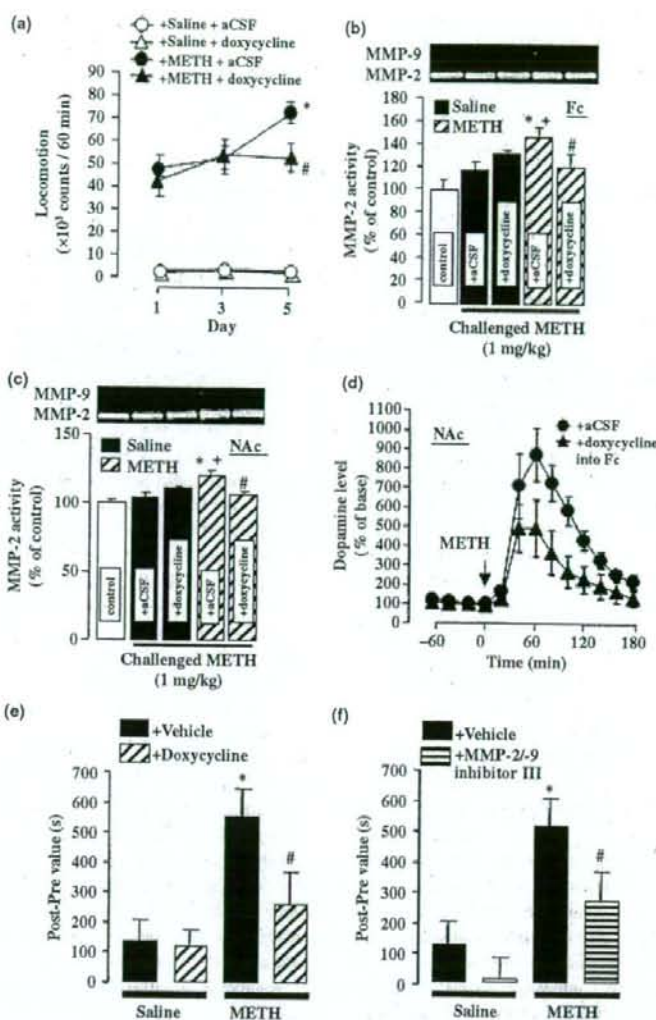 (a)
+Saline + aCSF
+Saline + doxycycline
+METH + aCSF
+METH + doxycycline
90
80
70
60
50
40
30
20
10
0
*
#
Locomotion
(×10³ counts / 60 min)
1 3 5
Day
(b)
MMP-9
MMP-2
Saline
METH
Fc
* +
#
160
140
120
100
80
60
40
20
0
MMP-2 activity
(% of control)
control
+aCSF
+doxycycline
+aCSF
+doxycycline
Challenged METH
(1 mg/kg)
(c)
MMP-9
MMP-2
Saline
METH
NAc
* +
#
150
100
50
0
MMP-2 activity
(% of control)
control
+aCSF
+doxycycline
+aCSF
+doxycycline
Challenged METH
(1 mg/kg)
(d)
1100
1000
900
800
700
600
500
400
300
200
100
0
NAc
+aCSF
+doxycycline
into Fc
METH
Dopamine level
(% of base)
−60 0 60 120 180
Time (min)
(e)
+Vehicle
+Doxycycline
*
#
700
600
500
400
300
200
100
0
Post-Pre value (s)
Saline METH
(f)
+Vehicle
+MMP-2/-9
inhibitor III
*
#
700
600
500
400
300
200
100
0
Post-Pre value (s)
Saline METH